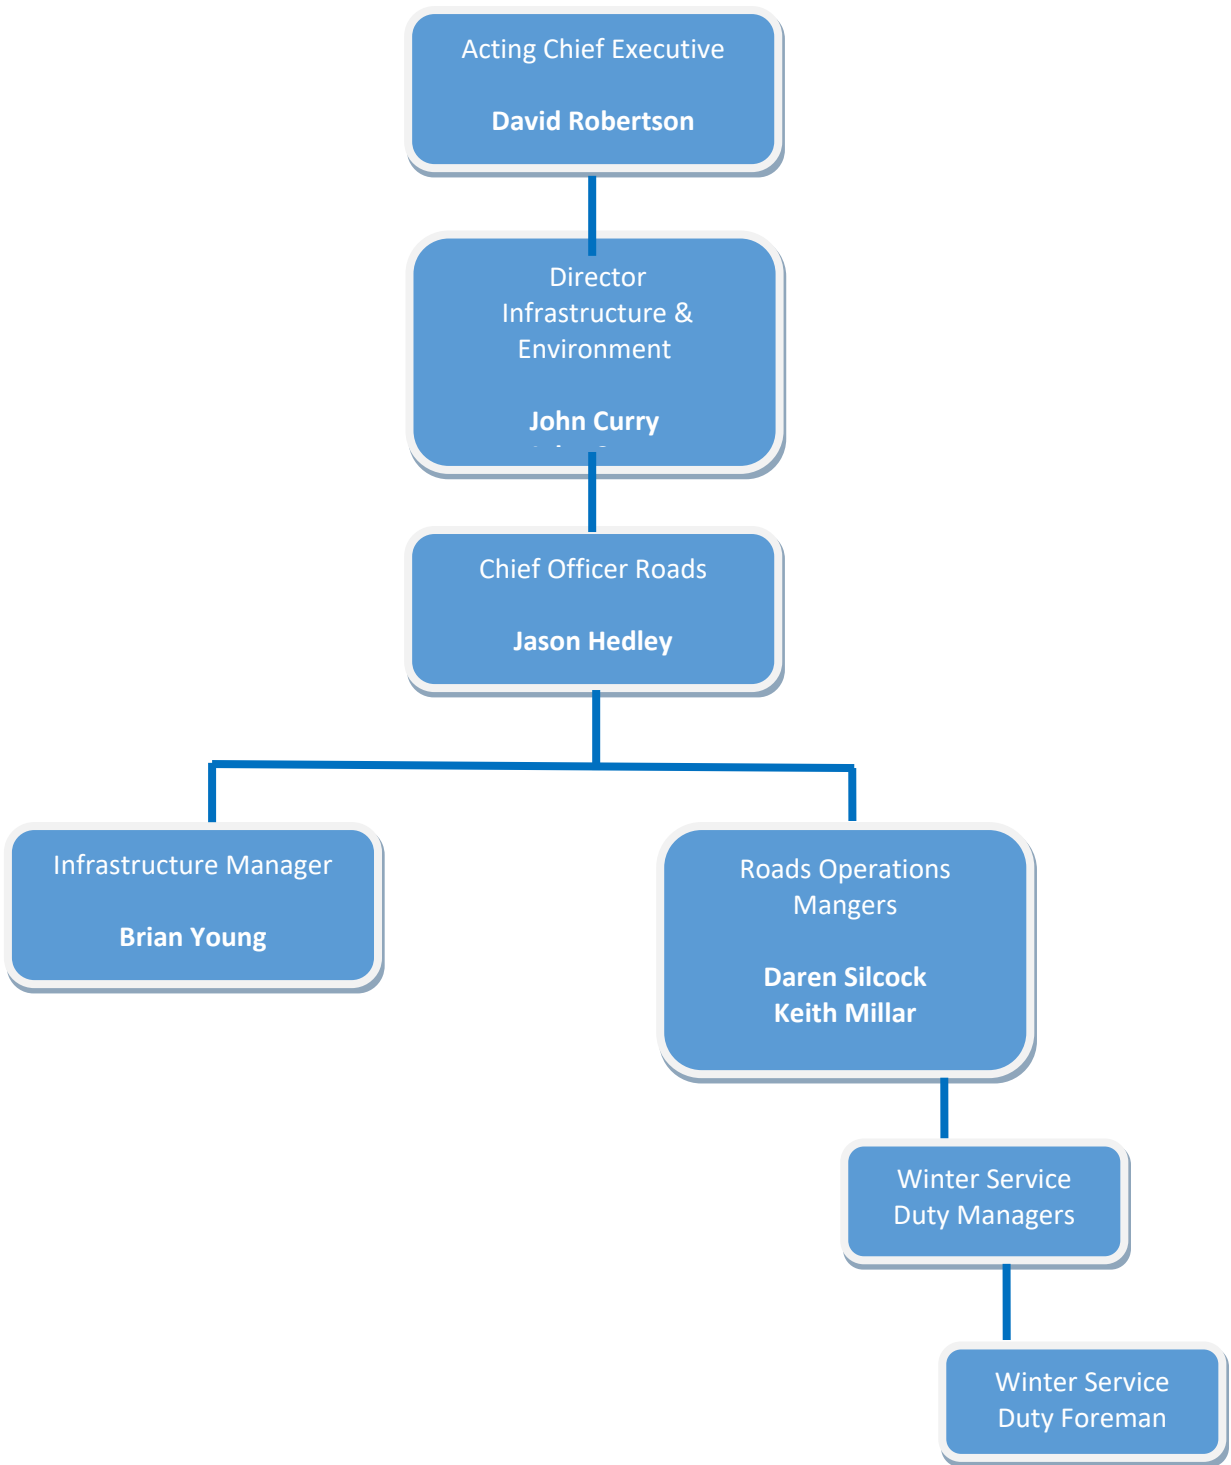 Acting Chief Executive
David Robertson
Director
Infrastructure &
Environment
John Curry
Chief Officer Roads
Jason Hedley
Infrastructure Manager
Brian Young
Roads Operations
Mangers
Daren Silcock
Keith Millar
Winter Service
Duty Managers
Winter Service
Duty Foreman